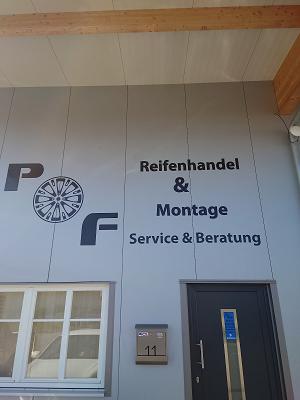 P
F
Reifenhandel
&
Montage
Service & Beratung
11